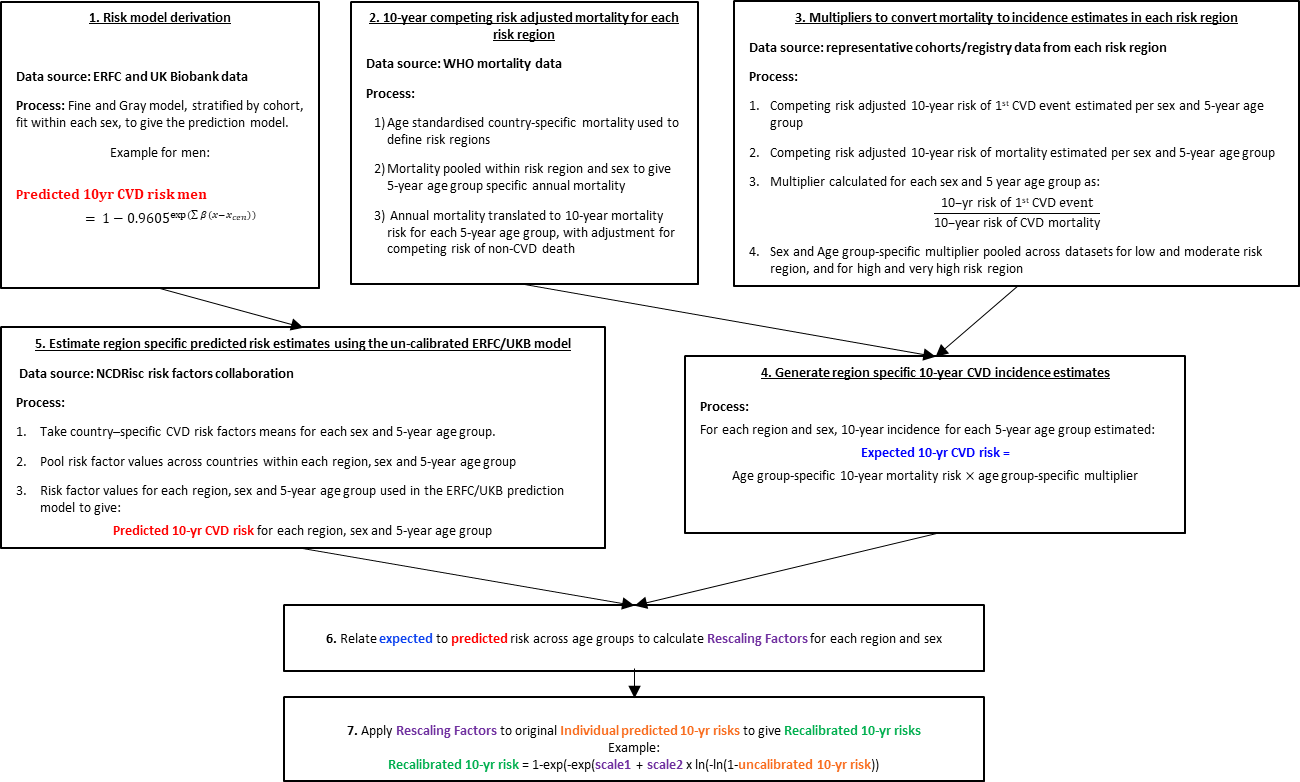 1. Risk model derivation
Data source: ERFC and UK Biobank data
Process: Fine and Gray model, stratified by cohort,
fit within each sex, to give the prediction model.
Example for men:
Predicted 10yr CVD risk men
= 1 − 0.9605^exp(∑ β (x−x_cen))
2. 10-year competing risk adjusted mortality for each
risk region
Data source: WHO mortality data
Process:
1) Age standardised country-specific mortality used to
define risk regions
2) Mortality pooled within risk region and sex to give
5-year age group specific annual mortality
3) Annual mortality translated to 10-year mortality
risk for each 5-year age group, with adjustment for
competing risk of non-CVD death
3. Multipliers to convert mortality to incidence estimates in each risk region
Data source: representative cohorts/registry data from each risk region
Process:
1. Competing risk adjusted 10-year risk of 1st CVD event estimated per sex and 5-year age
group
2. Competing risk adjusted 10-year risk of mortality estimated per sex and 5-year age group
3. Multiplier calculated for each sex and 5 year age group as:
10–yr risk of 1st CVD event
10–year risk of CVD mortality
4. Sex and Age group-specific multiplier pooled across datasets for low and moderate risk
region, and for high and very high risk region
5. Estimate region specific predicted risk estimates using the un-calibrated ERFC/UKB model
Data source: NCDRisc risk factors collaboration
Process:
1. Take country–specific CVD risk factors means for each sex and 5-year age group.
2. Pool risk factor values across countries within each region, sex and 5-year age group
3. Risk factor values for each region, sex and 5-year age group used in the ERFC/UKB prediction
model to give:
Predicted 10-yr CVD risk for each region, sex and 5-year age group
4. Generate region specific 10-year CVD incidence estimates
Process:
For each region and sex, 10-year incidence for each 5-year age group estimated:
Expected 10-yr CVD risk =
Age group-specific 10-year mortality risk × age group-specific multiplier
6. Relate expected to predicted risk across age groups to calculate Rescaling Factors for each region and sex
7. Apply Rescaling Factors to original Individual predicted 10-yr risks to give Recalibrated 10-yr risks
Example:
Recalibrated 10-yr risk = 1-exp(-exp(scale1 + scale2 x ln(-ln(1-uncalibrated 10-yr risk))